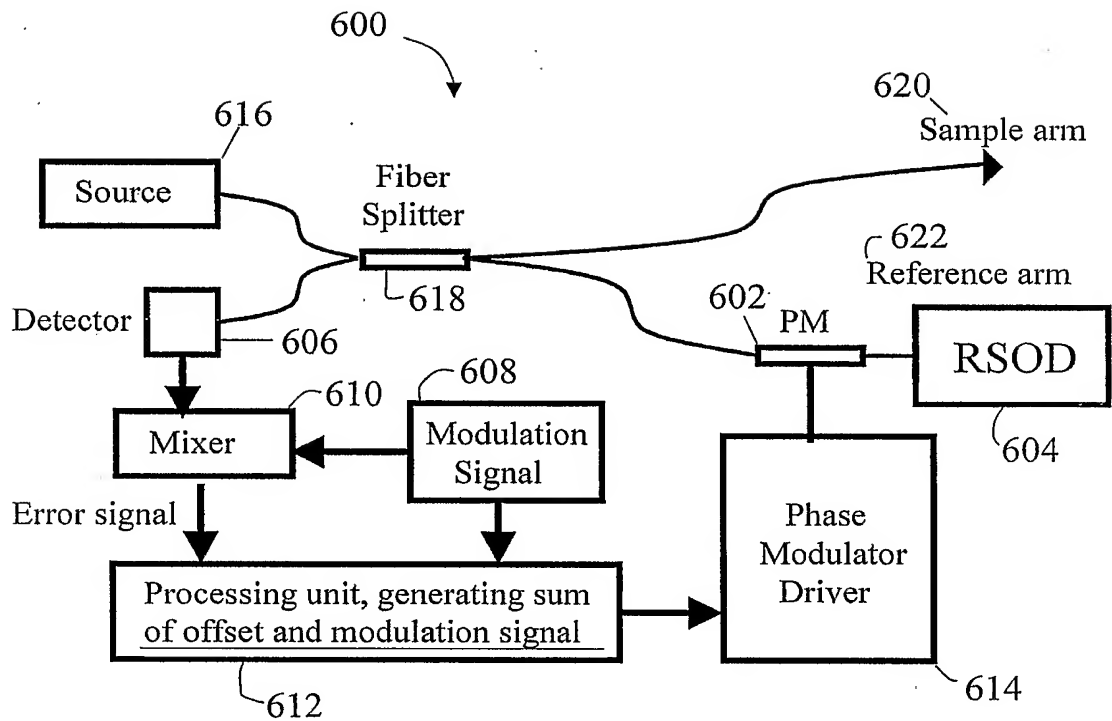 600
620
Sample arm
616
Source
Fiber
Splitter
618
622
Reference arm
602
PM
RSOD
604
Detector
606
610
608
Mixer
Modulation
Signal
Error signal
Phase
Modulator
Driver
Processing unit, generating sum
of offset and modulation signal
612
614